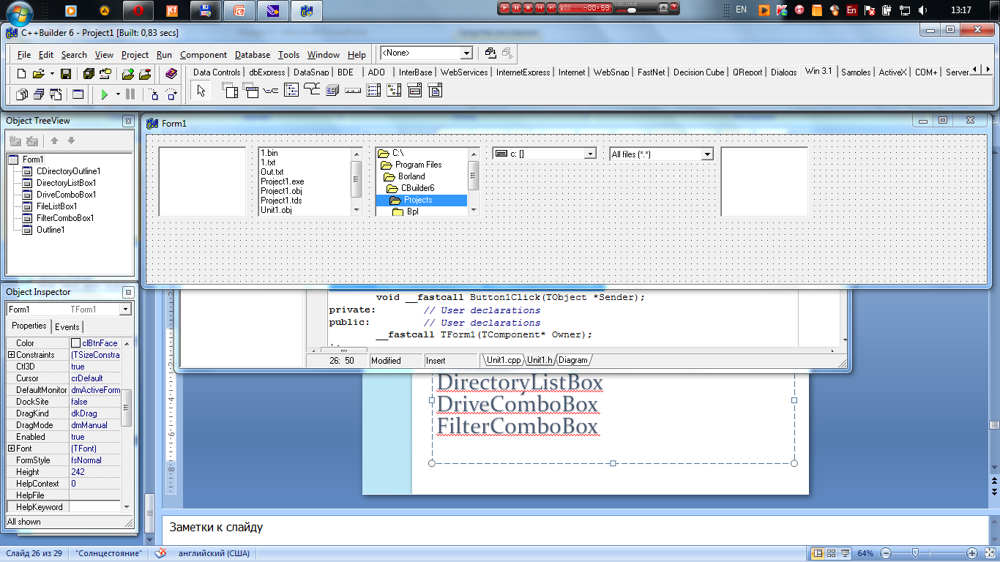 EN
En
13:17
-00:58
VOLUME
C++Builder 6 - Project1 [Built: 0,83 secs]
File Edit Search View Project Run Component Database Tools Window Help
<None>
Data Controls dbExpress DataSnap BDE ADO InterBase WebServices InternetExpress Internet WebSnap FastNet Decision Cube QReport Dialogs Win 3.1 Samples ActiveX COM+ Server
Object TreeView
Form1
CDirectoryOutline1
DirectoryListBox1
DriveComboBox1
FileListBox1
FilterComboBox1
Outline1
Form1
1.bin
1.txt
Out.txt
Project1.exe
Project1.obj
Project1.tds
Unit1.obj
C:\
Program Files
Borland
CBuilder6
Projects
Bpl
c: []
All files (*.*)
Object Inspector
Form1 TForm1
Properties Events
Color clBtnFace
Constraints (TSizeConstra
Ctl3D true
Cursor crDefault
DefaultMonitor dmActiveForm
DockSite false
DragKind dkDrag
DragMode dmManual
Enabled true
Font (TFont)
FormStyle fsNormal
Height 242
HelpContext 0
HelpFile
HelpKeyword
All shown
void __fastcall Button1Click(TObject *Sender);
private: // User declarations
public: // User declarations
__fastcall TForm1(TComponent* Owner);
26: 50 Modified Insert Unit1.cpp Unit1.h Diagram
DirectoryListBox
DriveComboBox
FilterComboBox
Заметки к слайду
Слайд 26 из 29 "Солнцестояние" английский (США) 64%